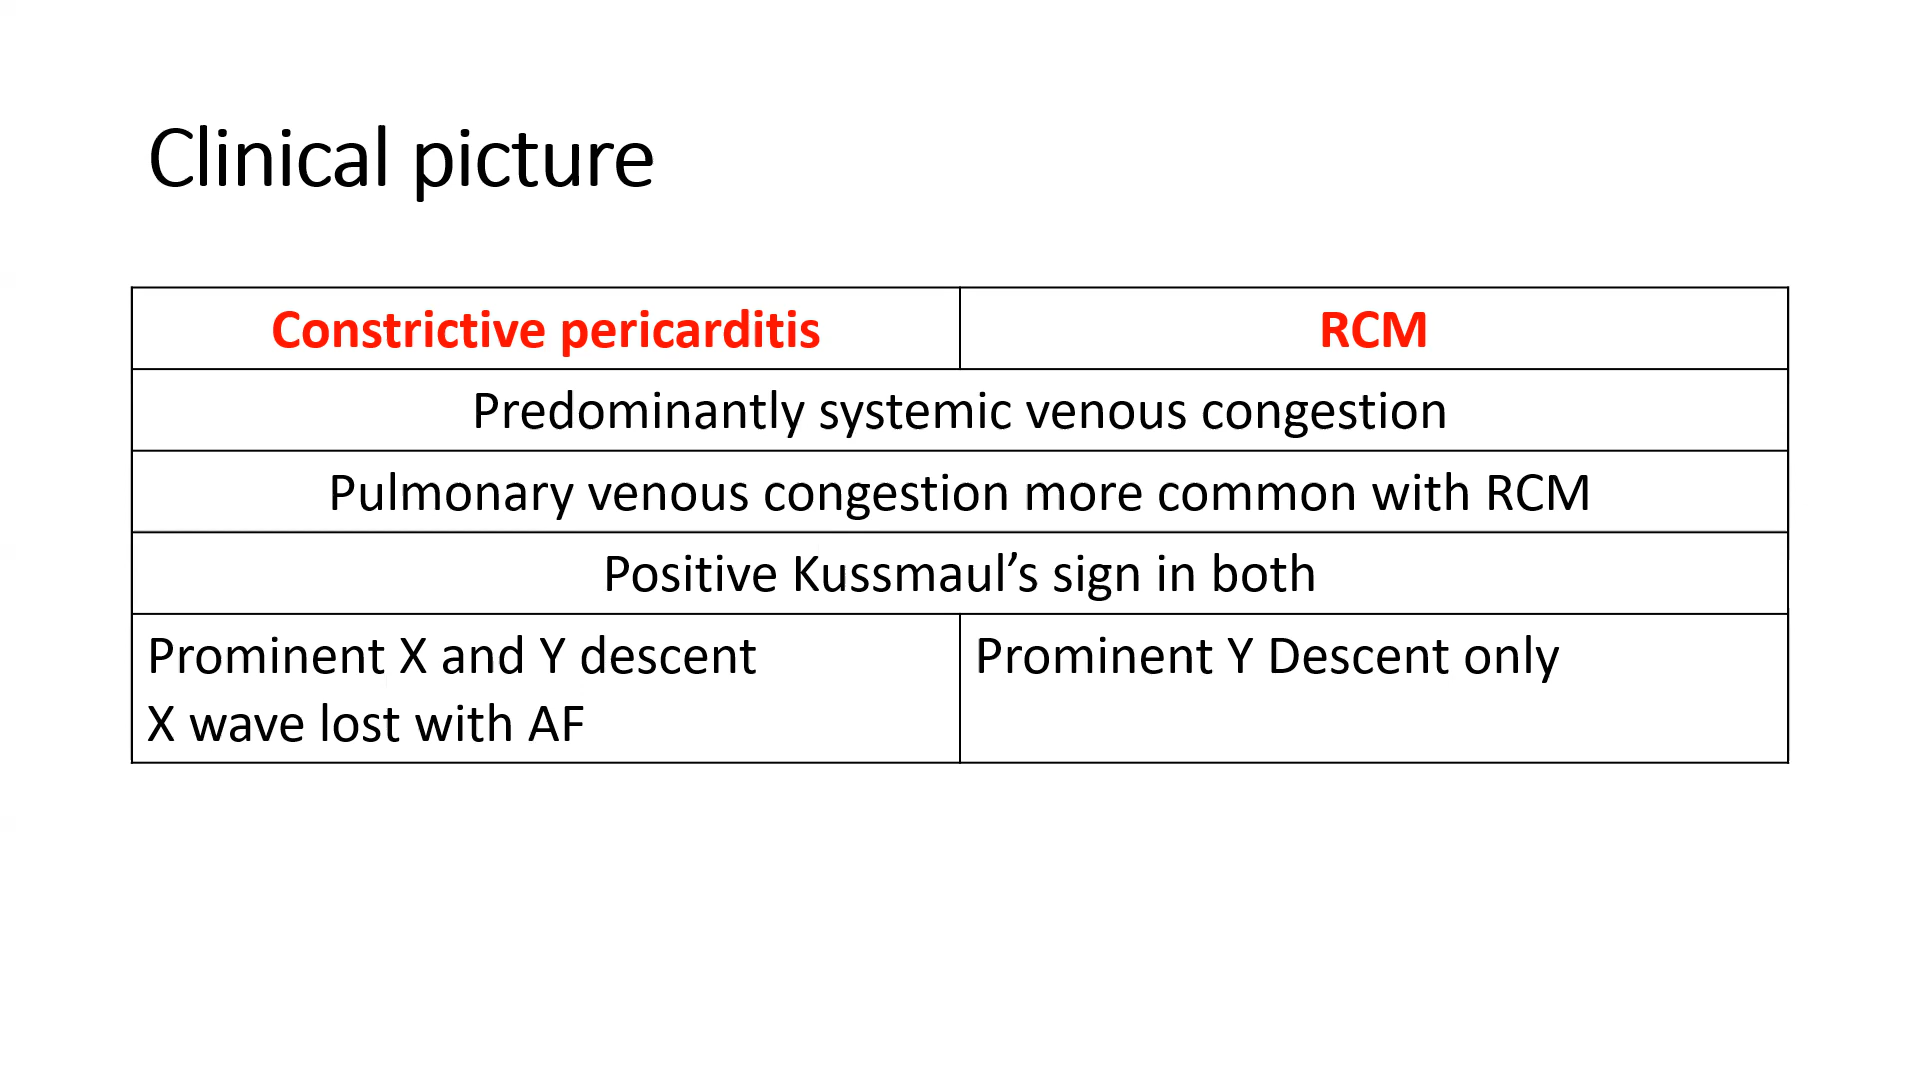 Clinical picture
Constrictive pericarditis
RCM
Predominantly systemic venous congestion
Pulmonary venous congestion more common with RCM
Positive Kussmaul’s sign in both
Prominent X and Y descent
X wave lost with AF
Prominent Y Descent only